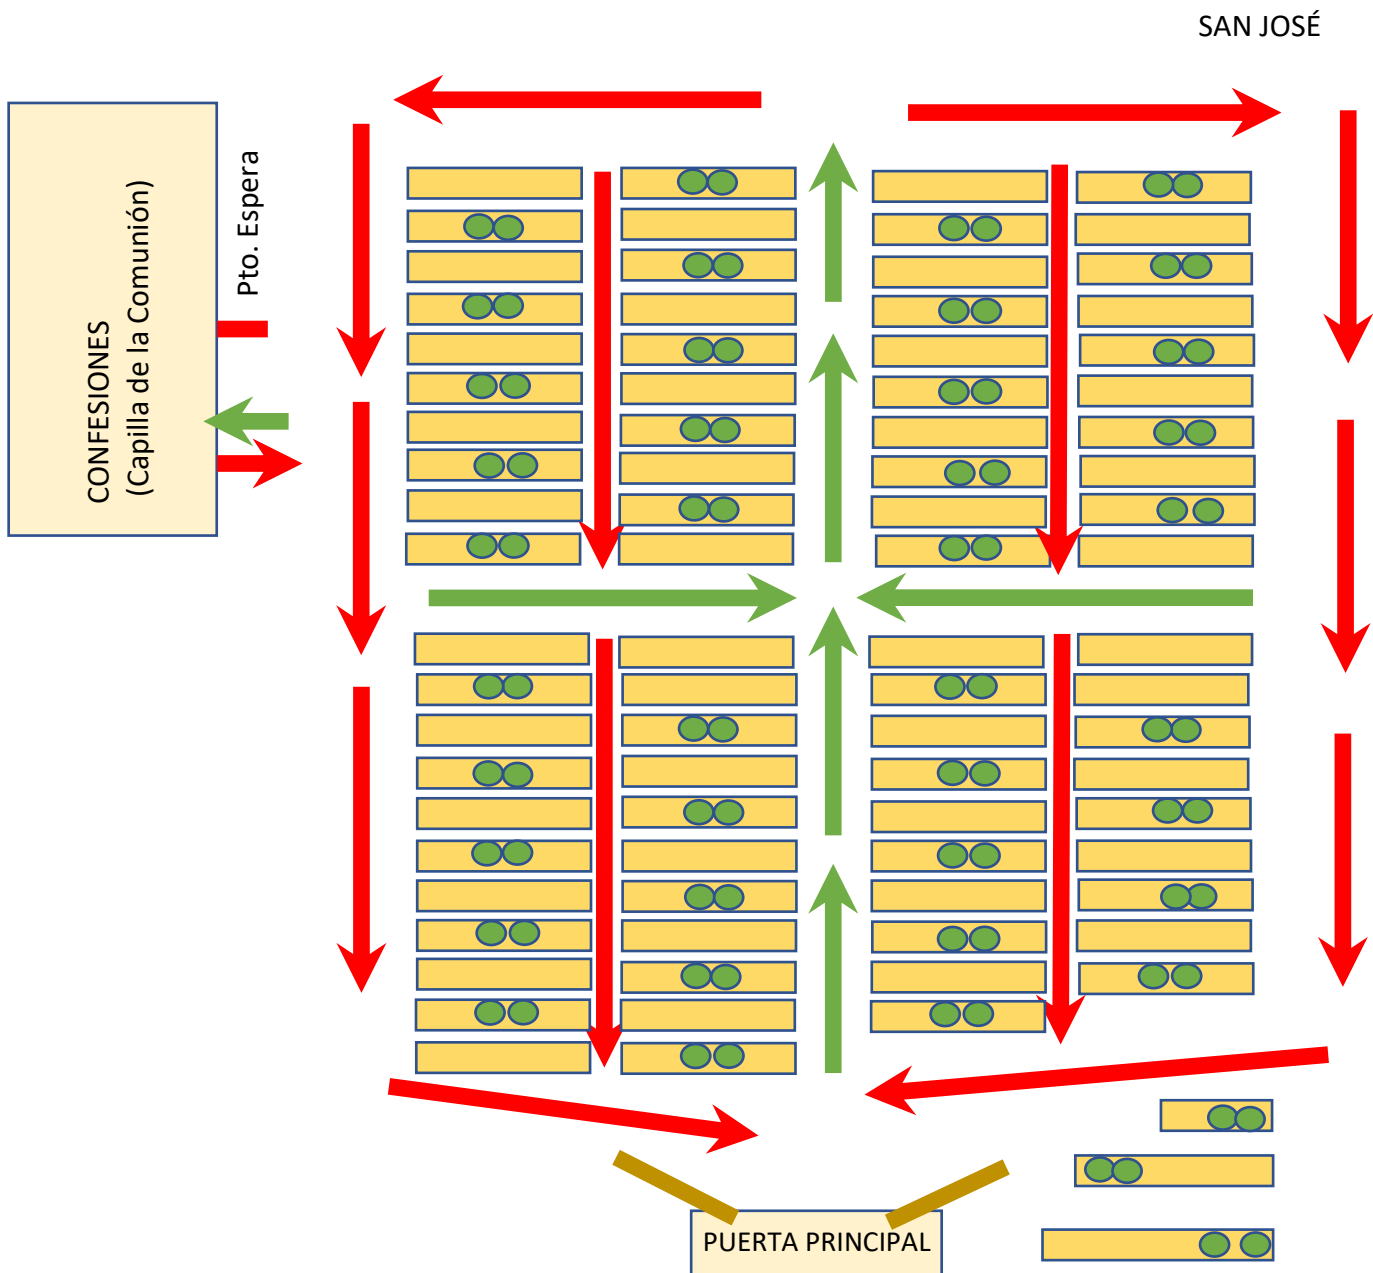 SAN JOSÉ
CONFESIONES
(Capilla de la Comunión)
Pto. Espera
PUERTA PRINCIPAL